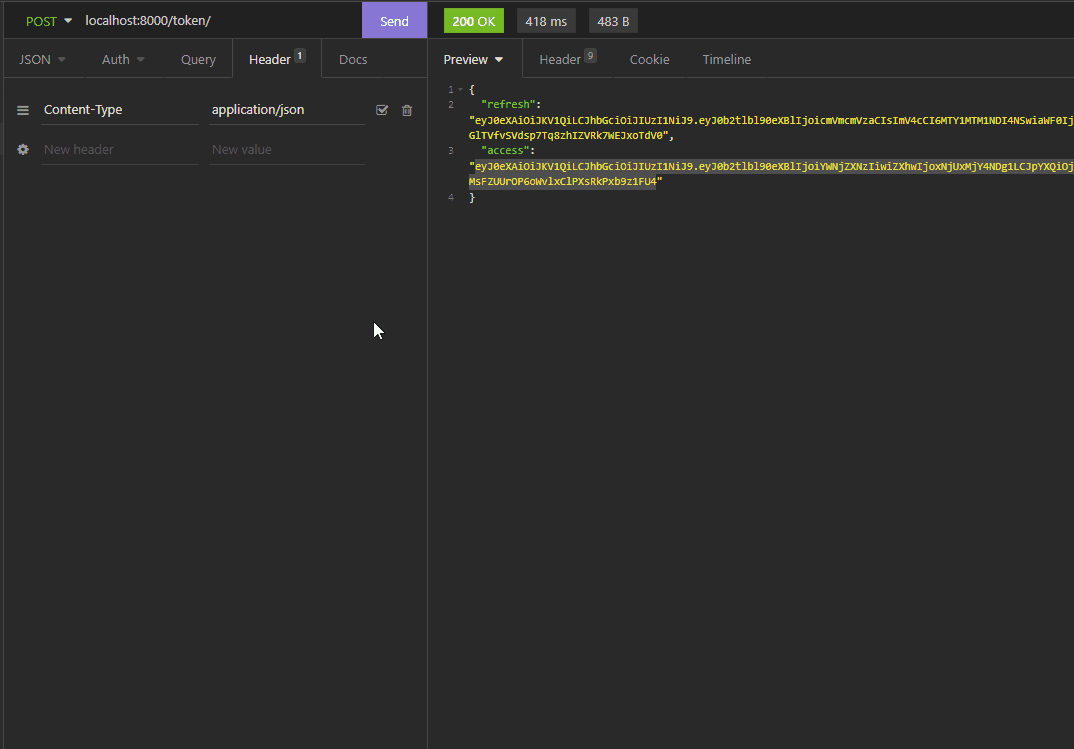 POST localhost:8000/token/ Send 200 OK 418 ms 483 B
JSON Auth Query Header 1 Docs Preview Header 9 Cookie Timeline
Content-Type application/json
New header New value
1 {
2 "refresh":
"eyJ0eXAiOiJKV1QiLCJhbGciOiJIUzI1NiJ9.eyJ0b2tlbl90eXBlIjoicmVmcmVzaCIsImV4cCI6MTY1MTM1NDI4NSwiaWF0Ij
GlTVfvSVdsp7Tq8zhIZVRk7WEJxoTdV0",
3 "access":
"eyJ0eXAiOiJKV1QiLCJhbGciOiJIUzI1NiJ9.eyJ0b2tlbl90eXBlIjoiYWNjZXNzIiwiZXhwIjoxNjUxMjY4NDg1LCJpYXQiOj
MsFZUUrOP6oWvlxClPXsRkPxb9z1FU4"
4 }